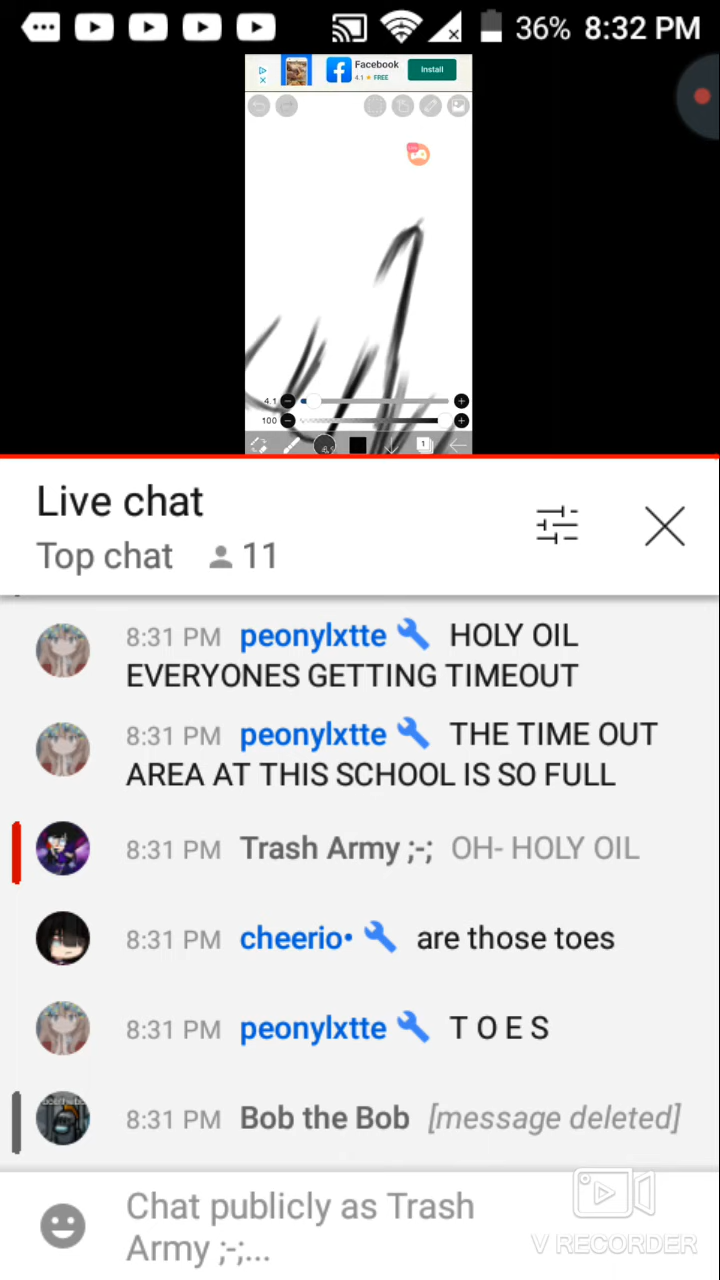 36% 8:32 PM
Facebook
4.1 ★ FREE
Install
4.1
100
1
Live chat
Top chat 11
8:31 PM peonylxtte HOLY OIL
EVERYONES GETTING TIMEOUT
8:31 PM peonylxtte THE TIME OUT
AREA AT THIS SCHOOL IS SO FULL
8:31 PM Trash Army ;-; OH- HOLY OIL
8:31 PM cheerio• are those toes
8:31 PM peonylxtte T O E S
8:31 PM Bob the Bob [message deleted]
Chat publicly as Trash
Army ;-;...
V RECORDER